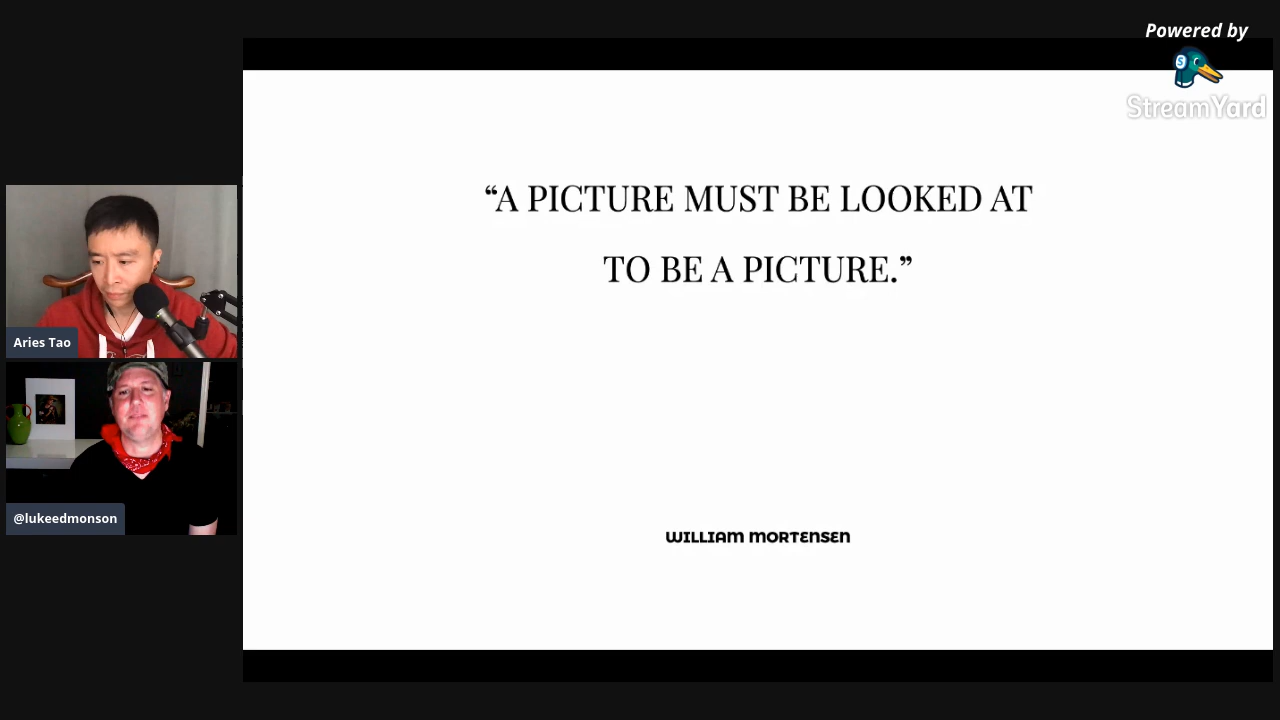 Powered by
StreamYard
“A PICTURE MUST BE LOOKED AT
TO BE A PICTURE.”
WILLIAM MORTENSEN
Aries Tao
@lukeedmonson